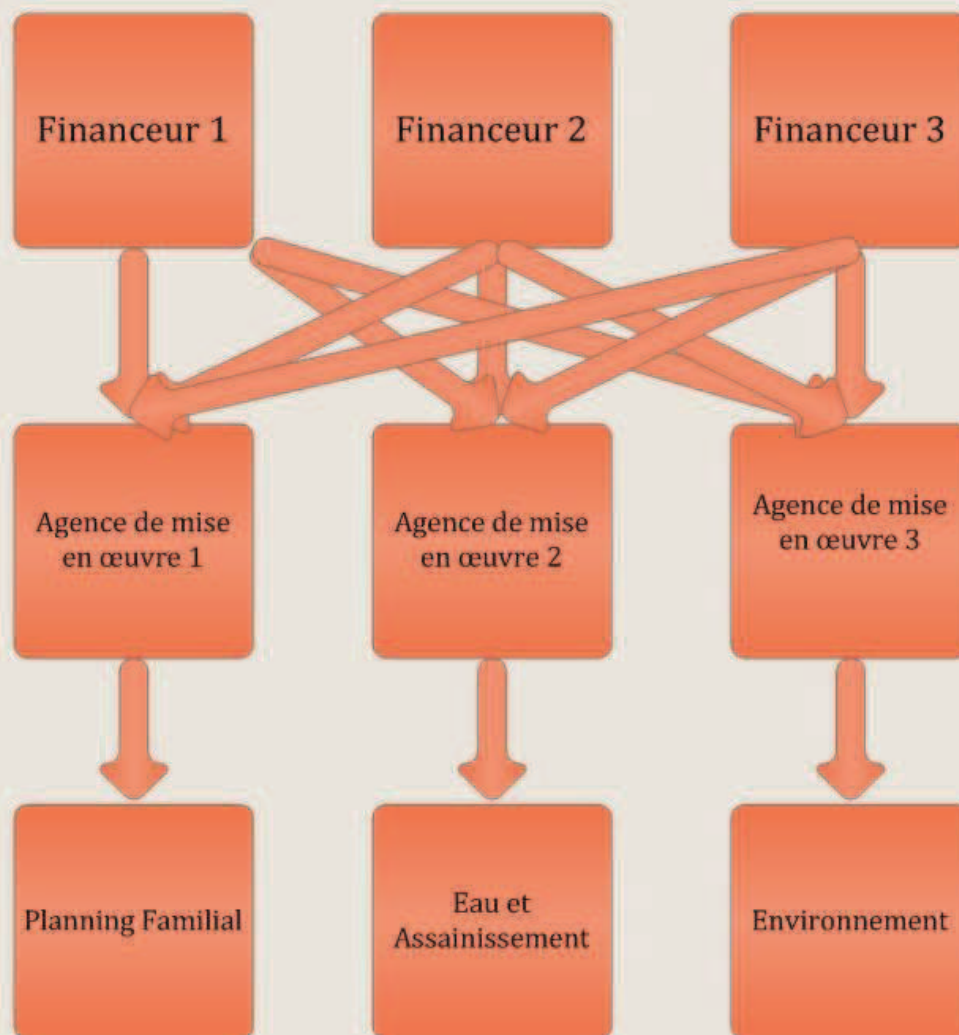 Financeur 1
Financeur 2
Financeur 3
Agence de mise
en œuvre 1
Agence de mise
en œuvre 2
Agence de mise
en œuvre 3
Planning Familial
Eau et
Assainissement
Environnement